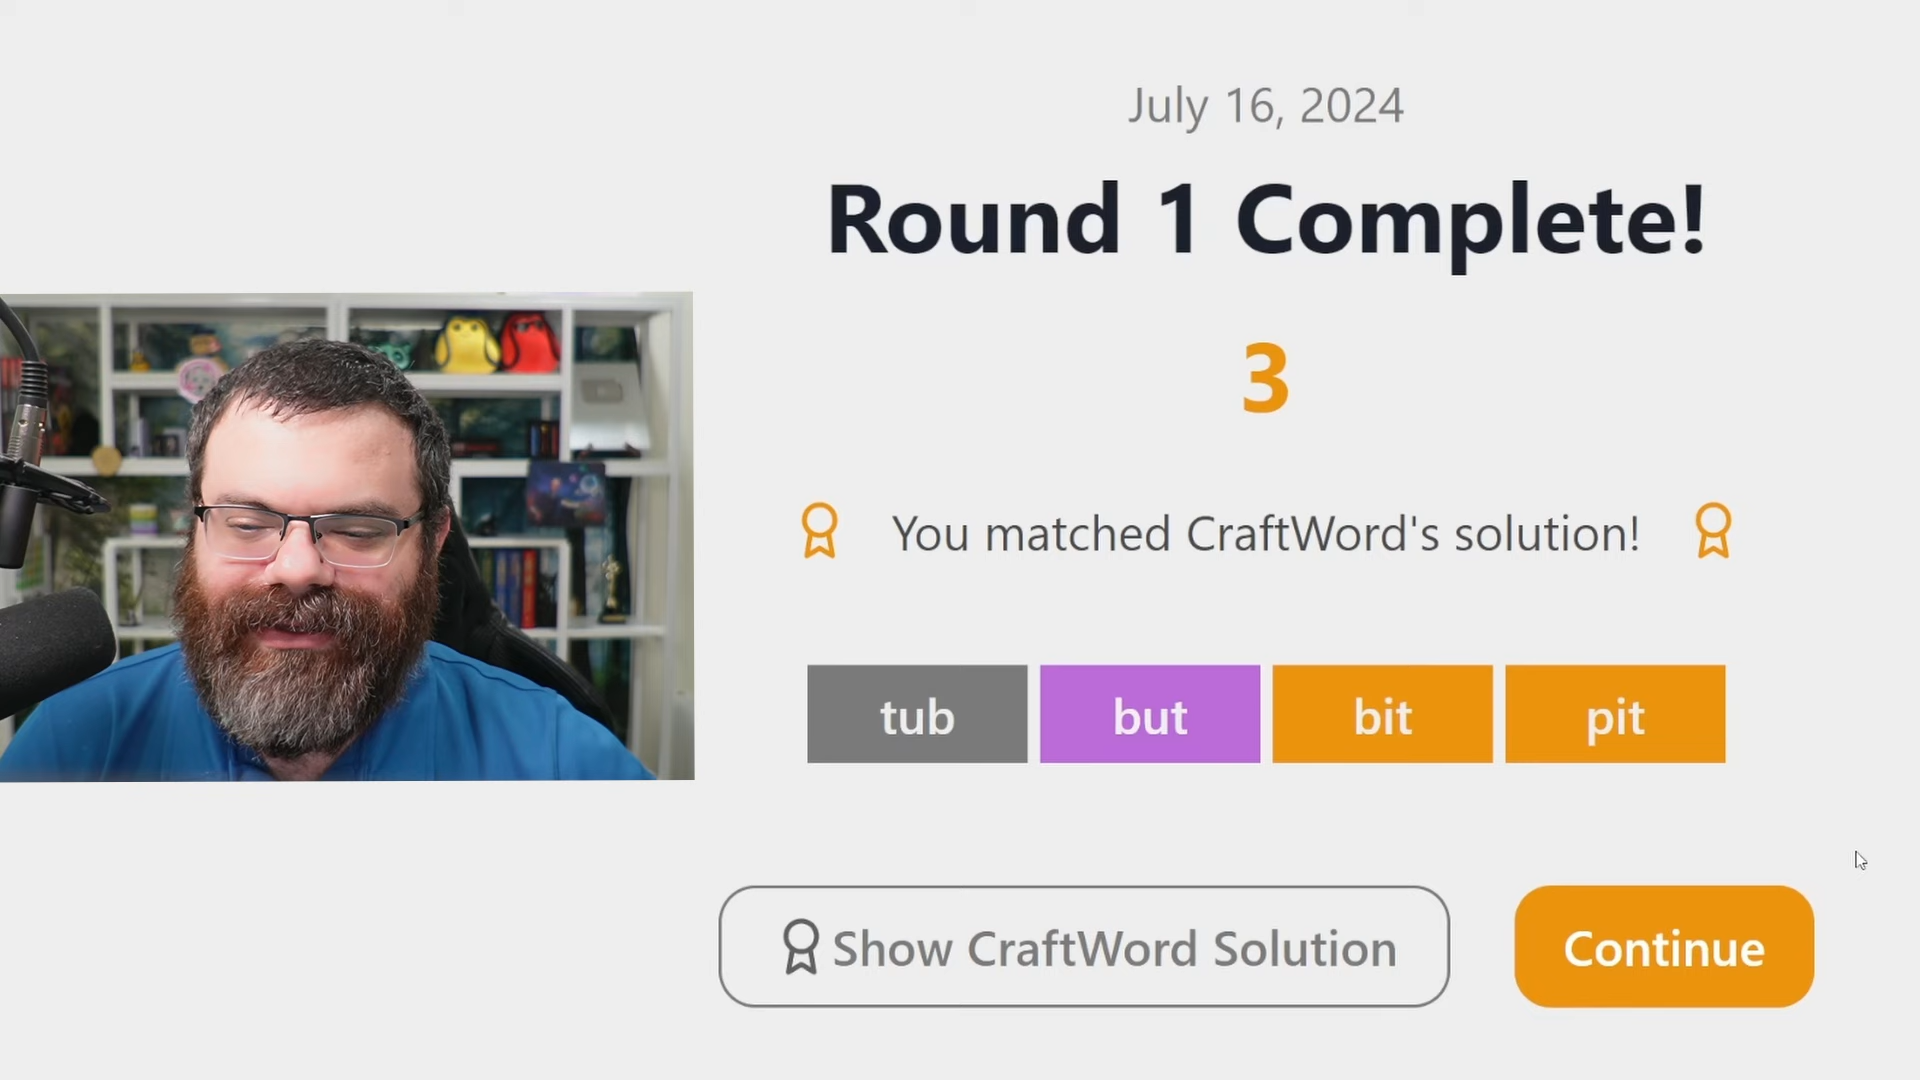 July 16, 2024
Round 1 Complete!
3
You matched CraftWord's solution!
tub but bit pit
Show CraftWord Solution Continue